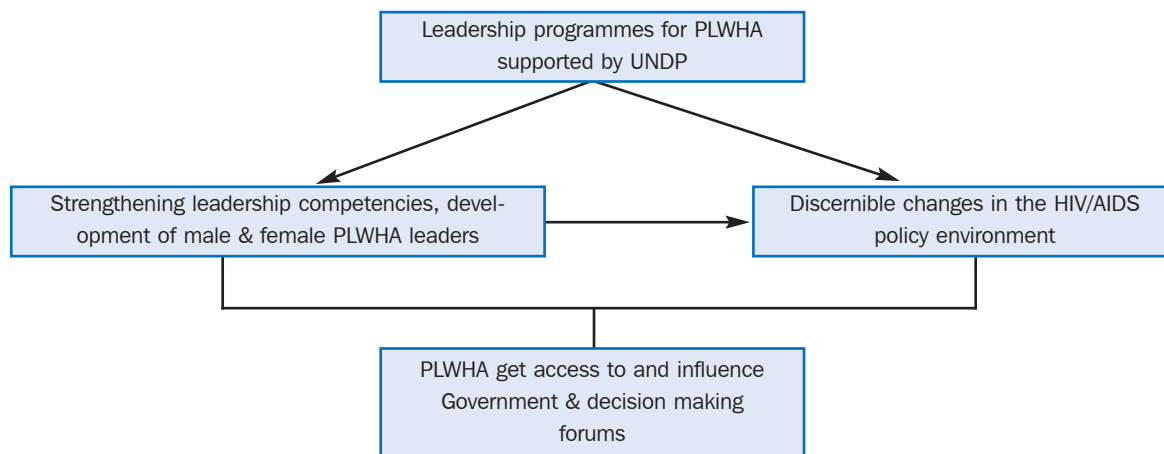 Leadership programmes for PLWHA
supported by UNDP
Strengthening leadership competencies, devel-
opment of male & female PLWHA leaders
Discernible changes in the HIV/AIDS
policy environment
PLWHA get access to and influence
Government & decision making
forums